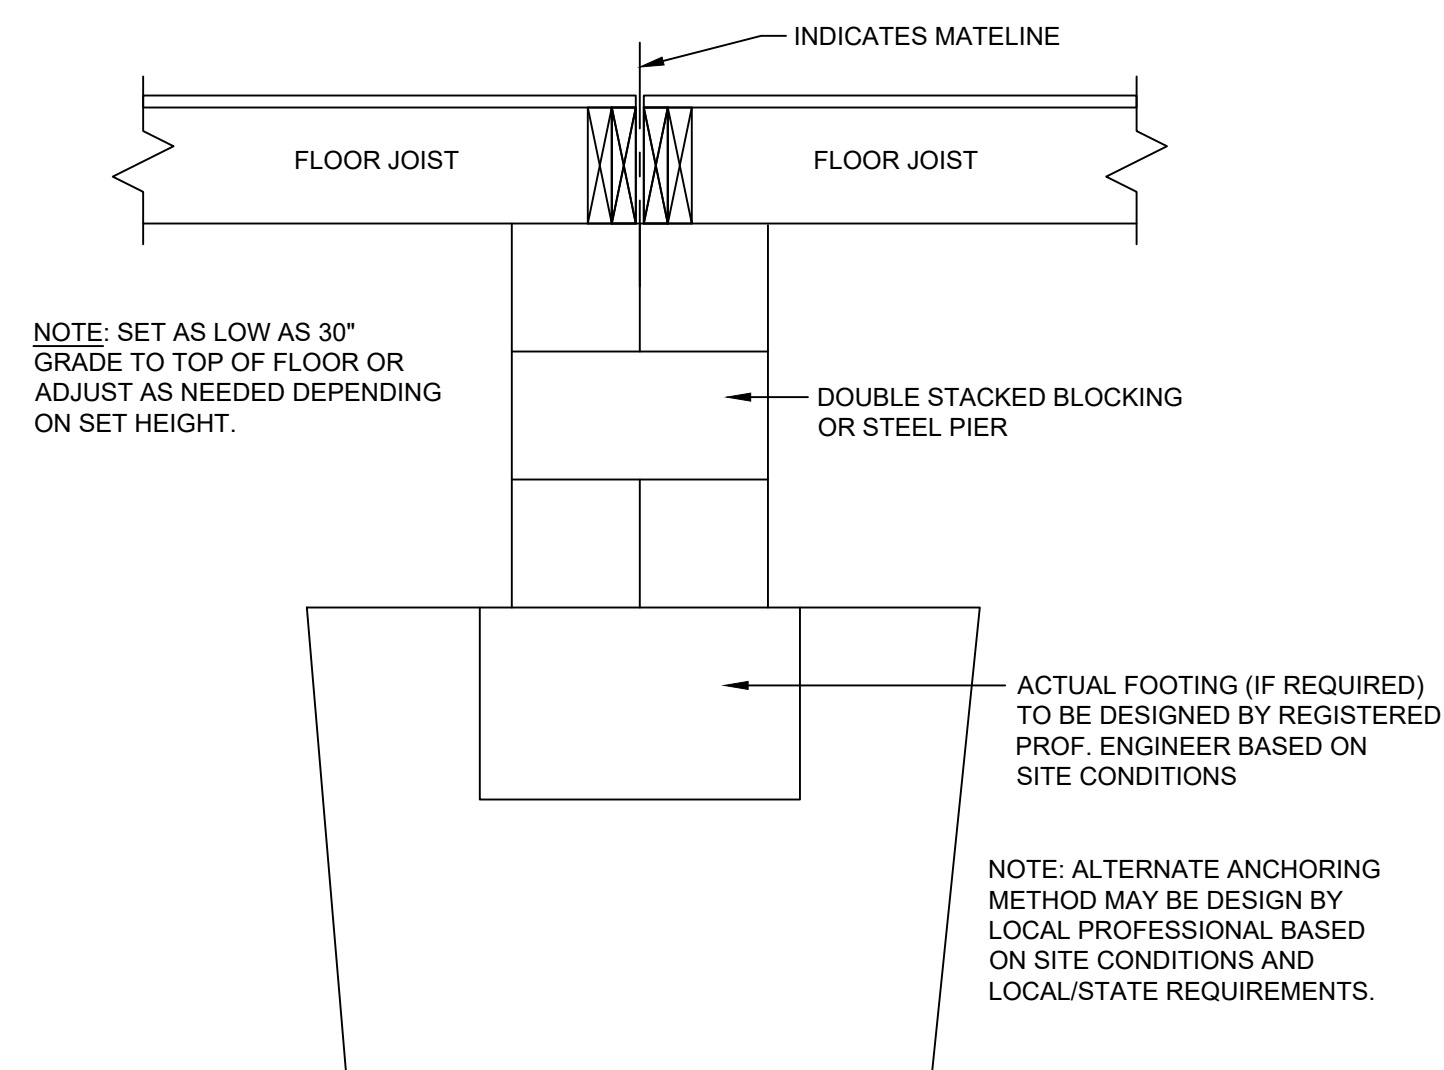 INDICATES MATELINE
FLOOR JOIST
FLOOR JOIST
NOTE: SET AS LOW AS 30"
GRADE TO TOP OF FLOOR OR
ADJUST AS NEEDED DEPENDING
ON SET HEIGHT.
DOUBLE STACKED BLOCKING
OR STEEL PIER
ACTUAL FOOTING (IF REQUIRED)
TO BE DESIGNED BY REGISTERED
PROF. ENGINEER BASED ON
SITE CONDITIONS
NOTE: ALTERNATE ANCHORING
METHOD MAY BE DESIGN BY
LOCAL PROFESSIONAL BASED
ON SITE CONDITIONS AND
LOCAL/STATE REQUIREMENTS.